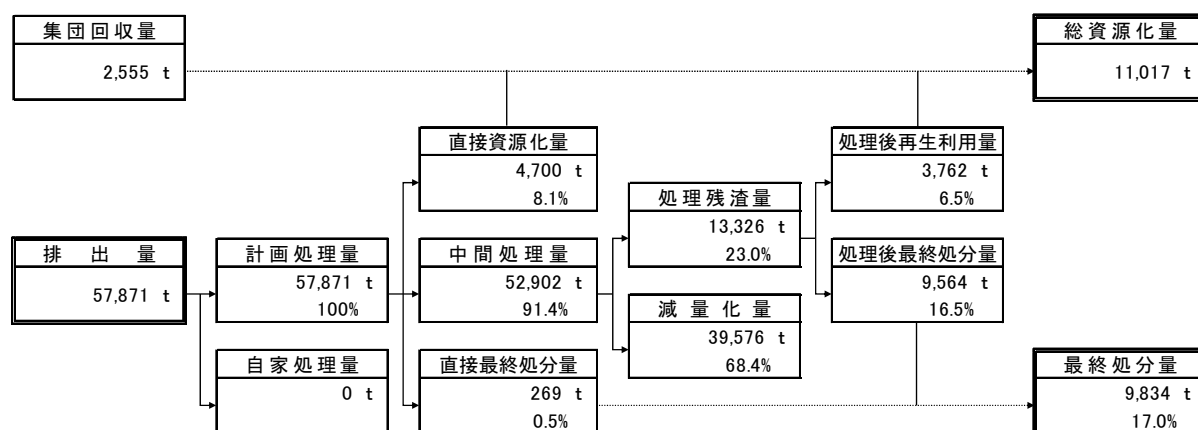 集団回収量
2,555 t
総資源化量
11,017 t
直接資源化量
4,700 t
8.1%
処理後再生利用量
3,762 t
6.5%
処理残渣量
13,326 t
23.0%
排出量
57,871 t
計画処理量
57,871 t
100%
中間処理量
52,902 t
91.4%
処理後最終処分量
9,564 t
16.5%
減量化量
39,576 t
68.4%
自家処理量
0 t
直接最終処分量
269 t
0.5%
最終処分量
9,834 t
17.0%